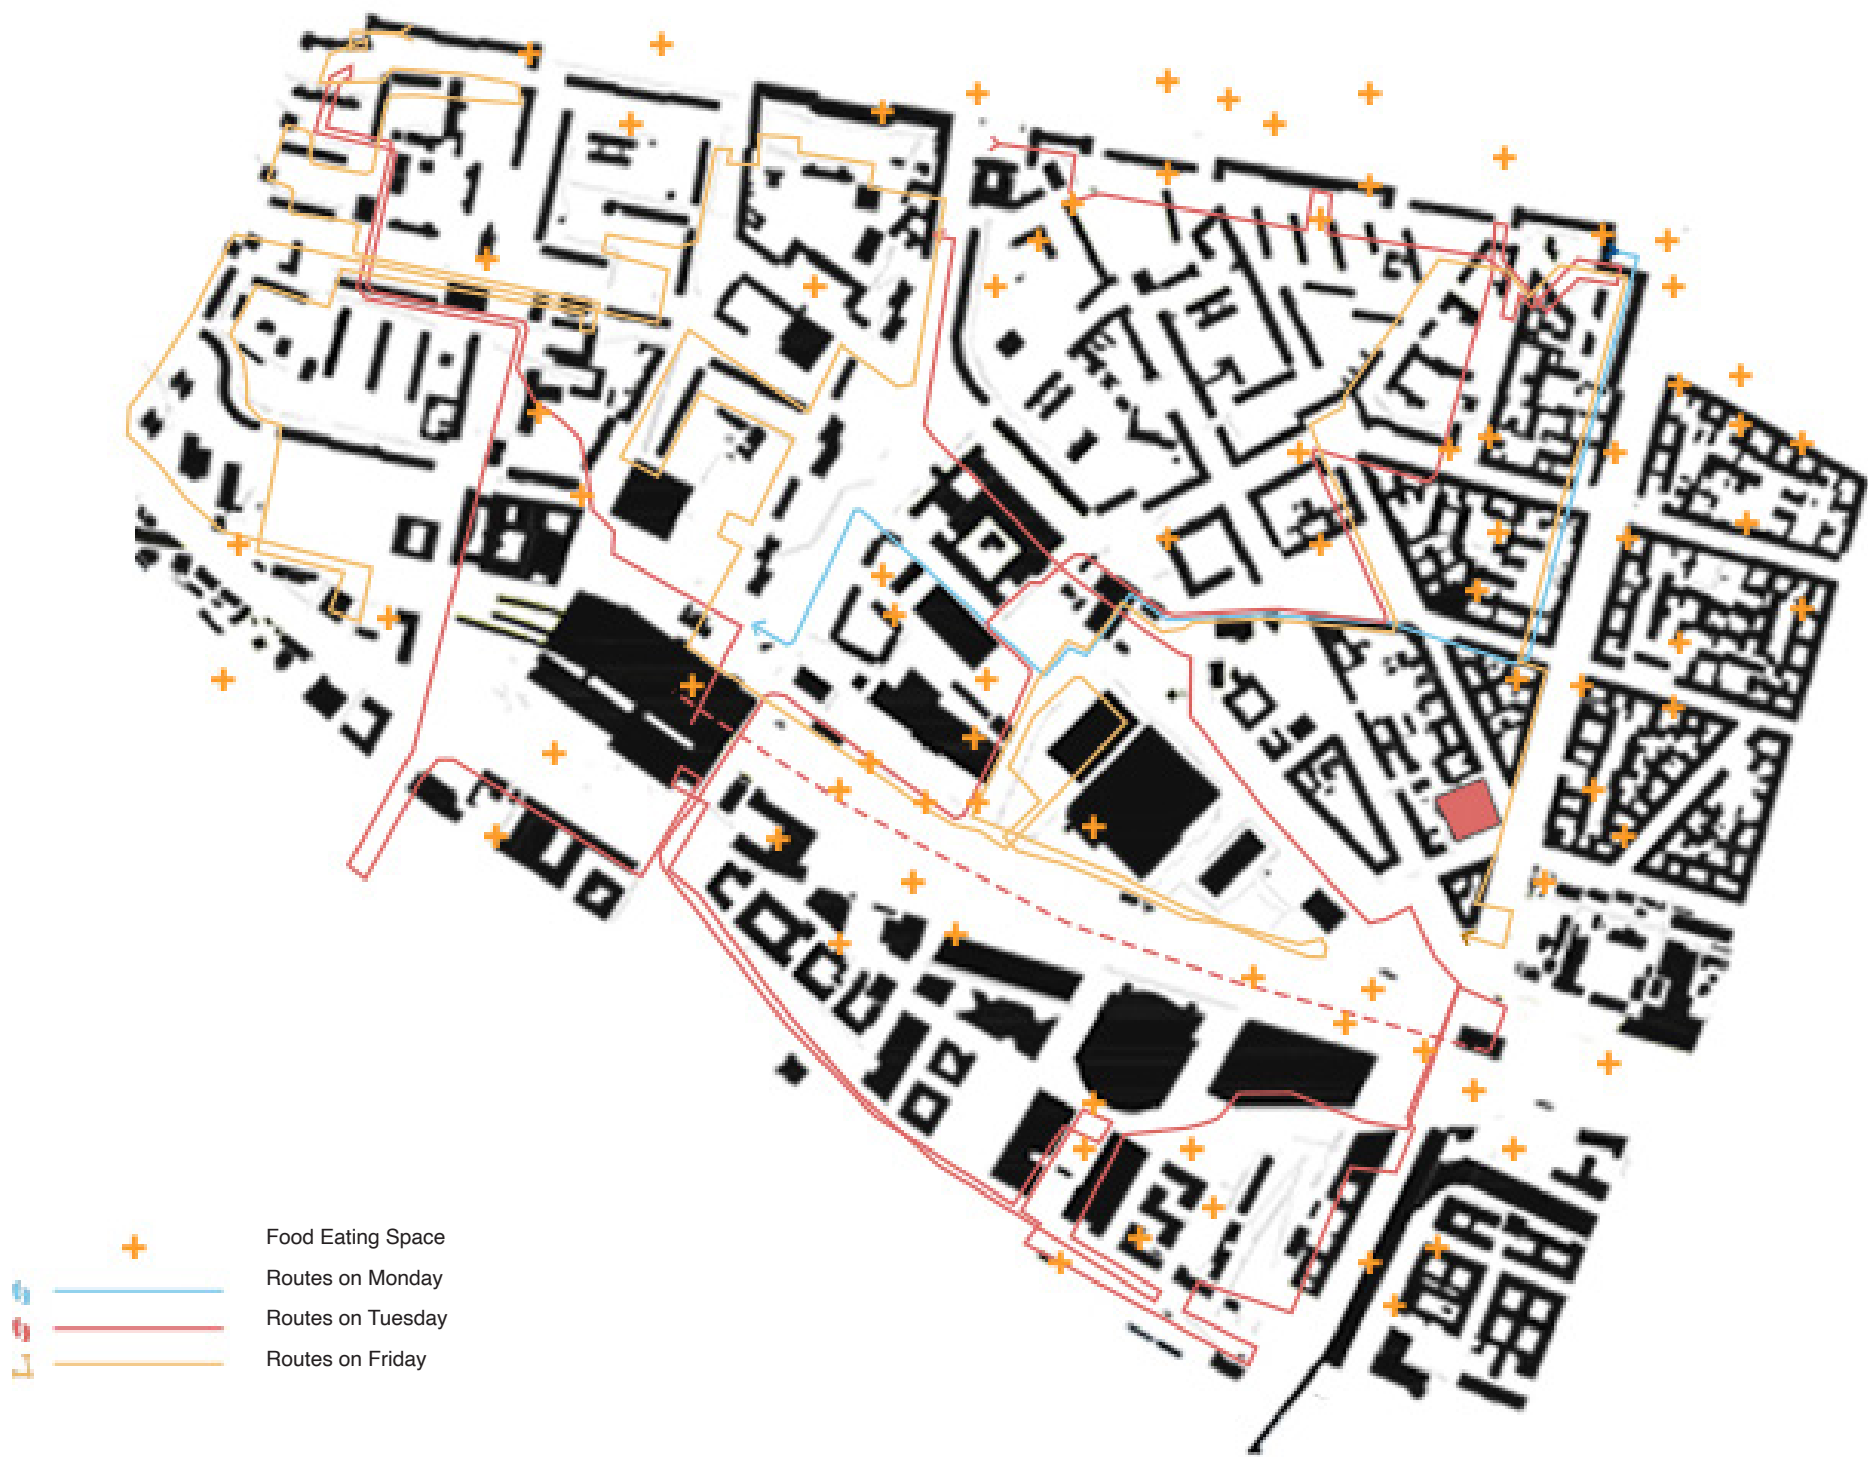 Food Eating Space
Routes on Monday
Routes on Tuesday
Routes on Friday